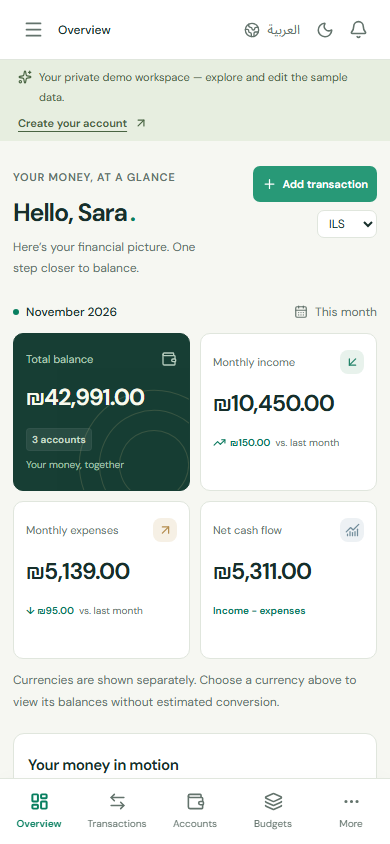 Overview
العربية
Your private demo workspace — explore and edit the sample
data.
Create your account
YOUR MONEY, AT A GLANCE
Add transaction
Hello, Sara.
ILS
Here's your financial picture. One
step closer to balance.
November 2026
This month
Total balance
₪42,991.00
3 accounts
Your money, together
Monthly income
₪10,450.00
₪150.00 vs. last month
Monthly expenses
₪5,139.00
₪95.00 vs. last month
Net cash flow
₪5,311.00
Income − expenses
Currencies are shown separately. Choose a currency above to
view its balances without estimated conversion.
Your money in motion
Overview
Transactions
Accounts
Budgets
More